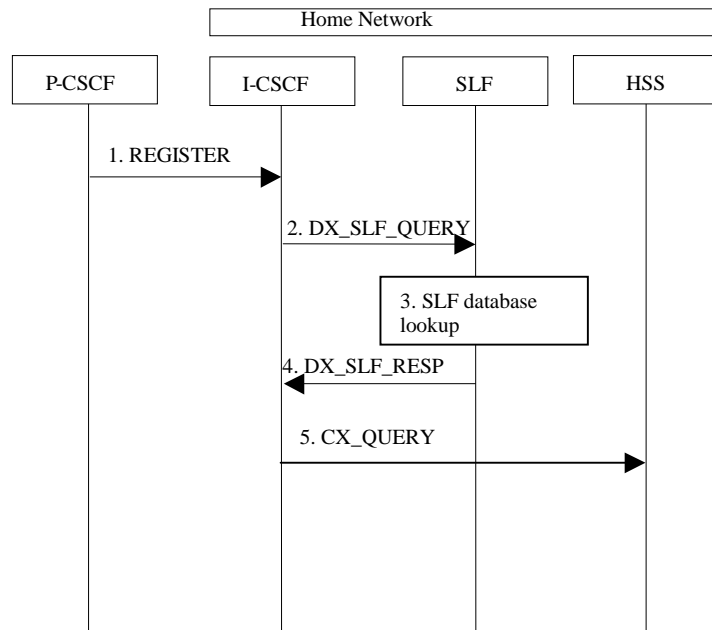 Home Network
P-CSCF
I-CSCF
SLF
HSS
1. REGISTER
2. DX_SLF_QUERY
3. SLF database
lookup
4. DX_SLF_RESP
5. CX_QUERY